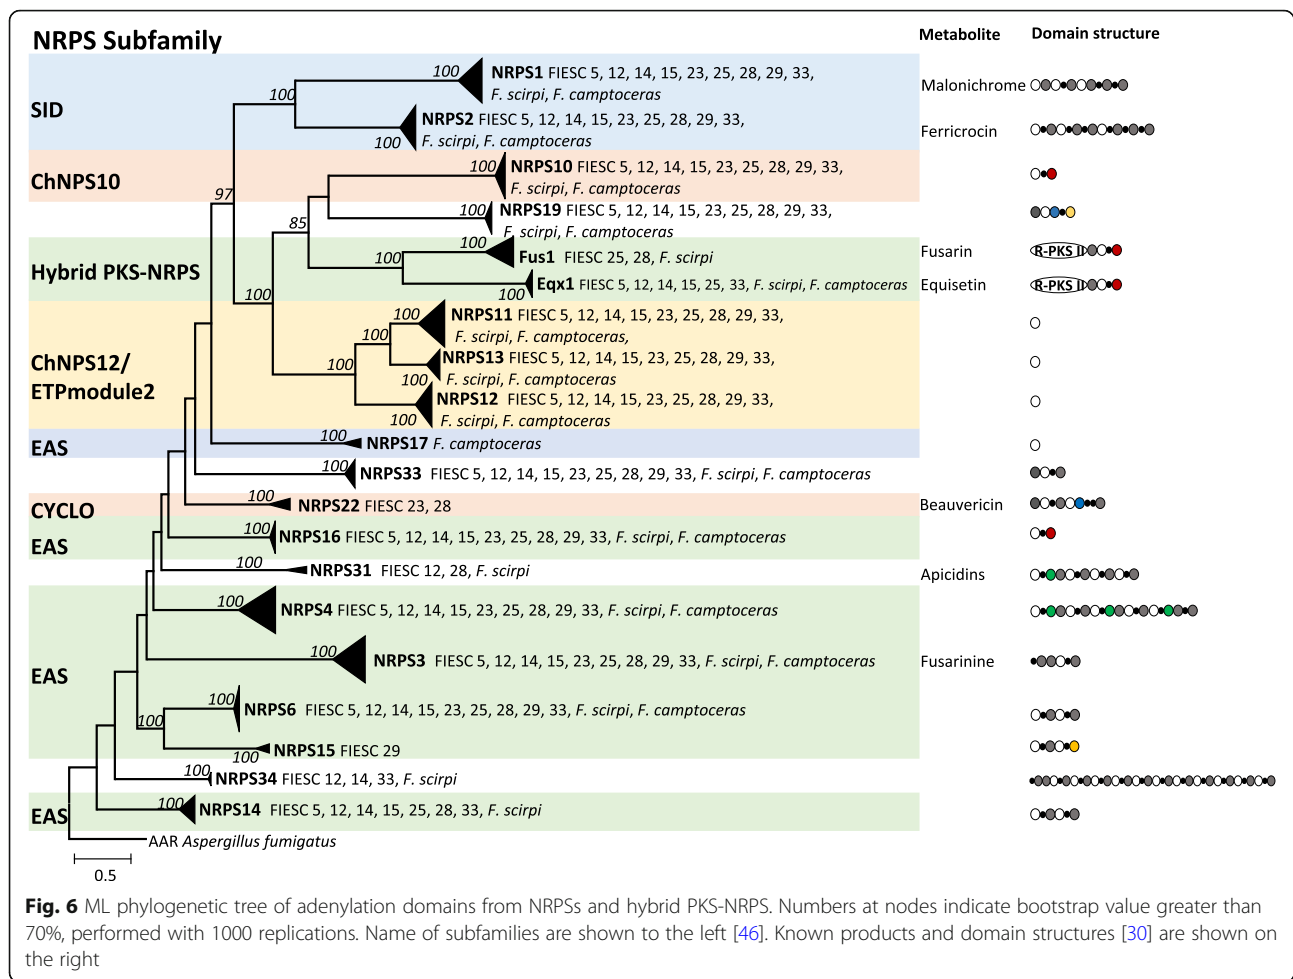 NRPS Subfamily
Metabolite
Domain structure
SID
100
100
NRPS1 FIESC 5, 12, 14, 15, 23, 25, 28, 29, 33,
F. scirpi, F. camptoceras
Malonichrome
100
NRPS2 FIESC 5, 12, 14, 15, 23, 25, 28, 29, 33,
F. scirpi, F. camptoceras
Ferricrocin
ChNPS10
97
100
NRPS10 FIESC 5, 12, 14, 15, 23, 25, 28, 29, 33,
F. scirpi, F. camptoceras
85
100
NRPS19 FIESC 5, 12, 14, 15, 23, 25, 28, 29, 33,
F. scirpi, F. camptoceras
Hybrid PKS-NRPS
100
100
Fus1 FIESC 25, 28, F. scirpi
Fusarin
R-PKS II
100
100
Eqx1 FIESC 5, 12, 14, 15, 25, 33, F. scirpi, F. camptoceras
Equisetin
R-PKS II
ChNPS12/
ETPmodule2
100
100
100
NRPS11 FIESC 5, 12, 14, 15, 23, 25, 28, 29, 33,
F. scirpi, F. camptoceras,
100
NRPS13 FIESC 5, 12, 14, 15, 23, 25, 28, 29, 33,
F. scirpi, F. camptoceras
100
NRPS12 FIESC 5, 12, 14, 15, 23, 25, 28, 29, 33,
F. scirpi, F. camptoceras
EAS
100
NRPS17 F. camptoceras
100
NRPS33 FIESC 5, 12, 14, 15, 23, 25, 28, 29, 33, F. scirpi, F. camptoceras
CYCLO
100
NRPS22 FIESC 23, 28
Beauvericin
EAS
100
NRPS16 FIESC 5, 12, 14, 15, 23, 25, 28, 29, 33, F. scirpi, F. camptoceras
100
NRPS31 FIESC 12, 28, F. scirpi
Apicidins
100
NRPS4 FIESC 5, 12, 14, 15, 23, 25, 28, 29, 33, F. scirpi, F. camptoceras
EAS
100
NRPS3 FIESC 5, 12, 14, 15, 23, 25, 28, 29, 33, F. scirpi, F. camptoceras
Fusarinine
100
100
NRPS6 FIESC 5, 12, 14, 15, 23, 25, 28, 29, 33, F. scirpi, F. camptoceras
100
NRPS15 FIESC 29
100
NRPS34 FIESC 12, 14, 33, F. scirpi
EAS
100
NRPS14 FIESC 5, 12, 14, 15, 25, 28, 33, F. scirpi
AAR Aspergillus fumigatus
0.5
Fig. 6 ML phylogenetic tree of adenylation domains from NRPSs and hybrid PKS-NRPS. Numbers at nodes indicate bootstrap value greater than
70%, performed with 1000 replications. Name of subfamilies are shown to the left [46]. Known products and domain structures [30] are shown on
the right